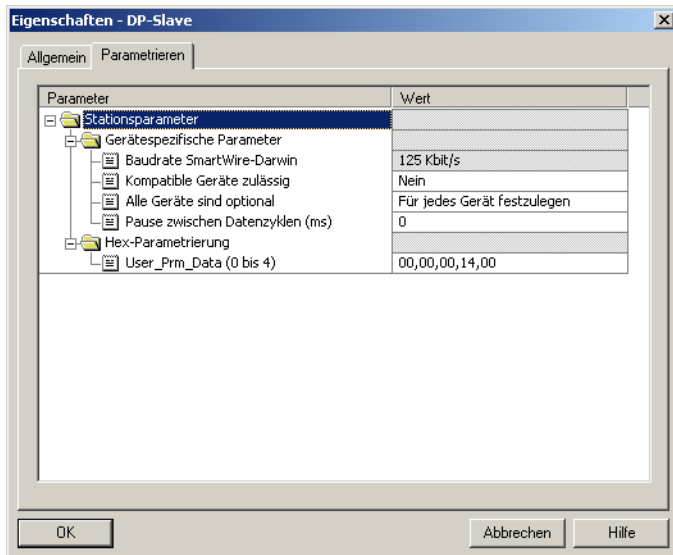 Eigenschaften - DP-Slave
Allgemein Parametrieren
Parameter Wert
Stationsparameter
Gerätespezifische Parameter
Baudrate SmartWire-Darwin 125 Kbit/s
Kompatible Geräte zulässig Nein
Alle Geräte sind optional Für jedes Gerät festzulegen
Pause zwischen Datenzyklen (ms) 0
Hex-Parametrierung
User_Prm_Data (0 bis 4) 00,00,00,14,00
OK Abbrechen Hilfe